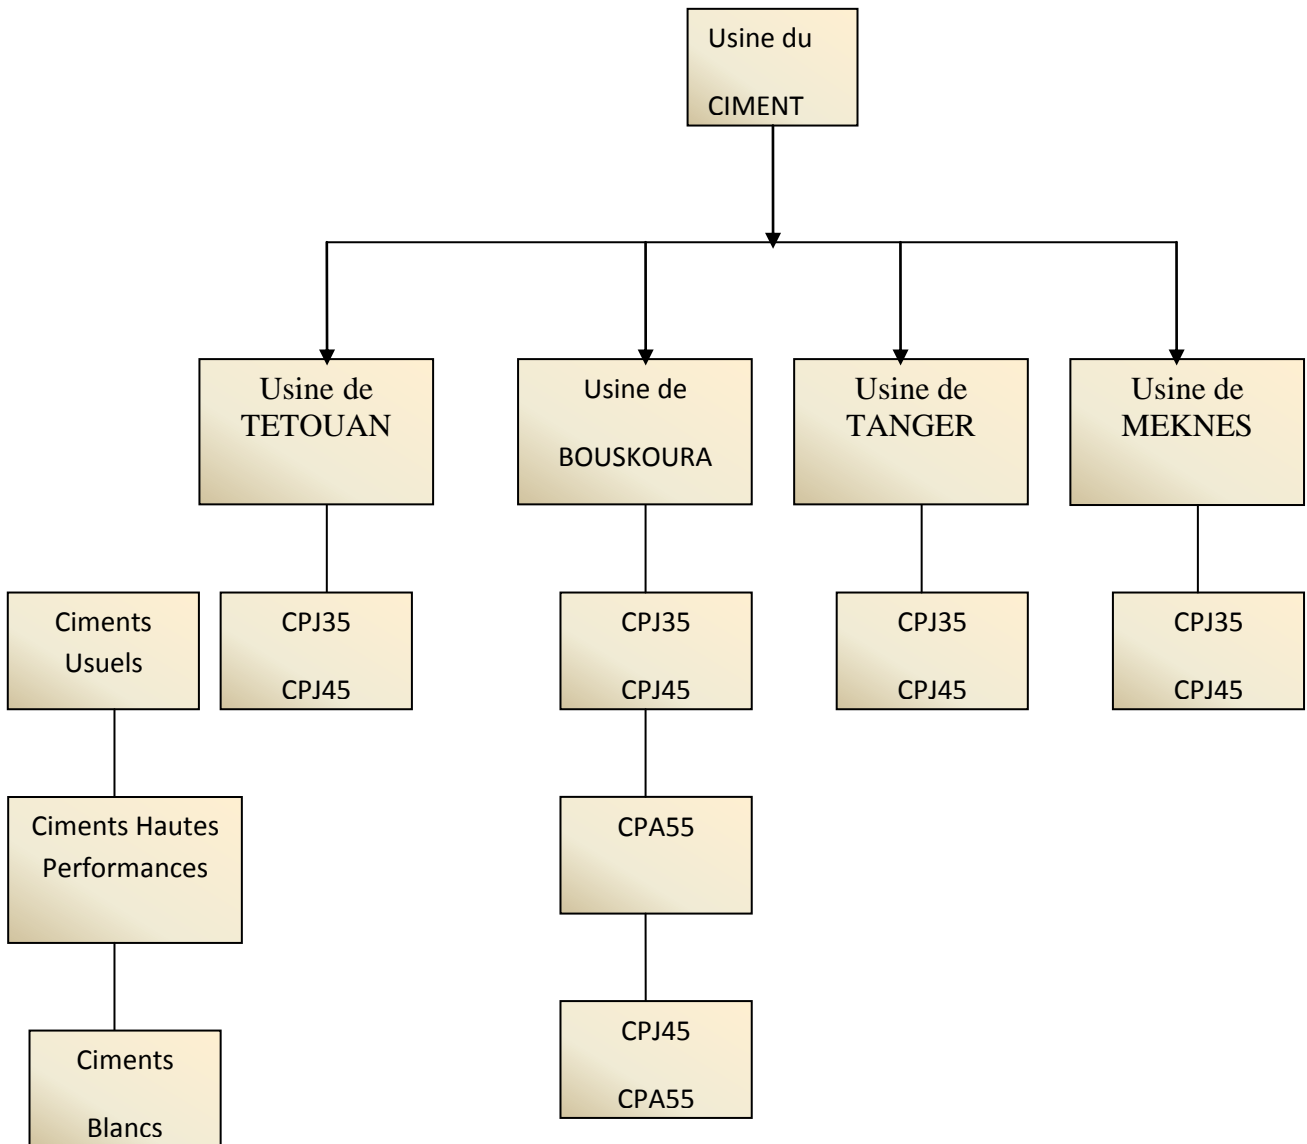 Usine du
CIMENT
Usine de
TETOUAN
Usine de
BOUSKOURA
Usine de
TANGER
Usine de
MEKNES
Ciments
Usuels
CPJ35
CPJ45
CPJ35
CPJ45
CPJ35
CPJ45
CPJ35
CPJ45
Ciments Hautes
Performances
CPA55
Ciments
Blancs
CPJ45
CPA55